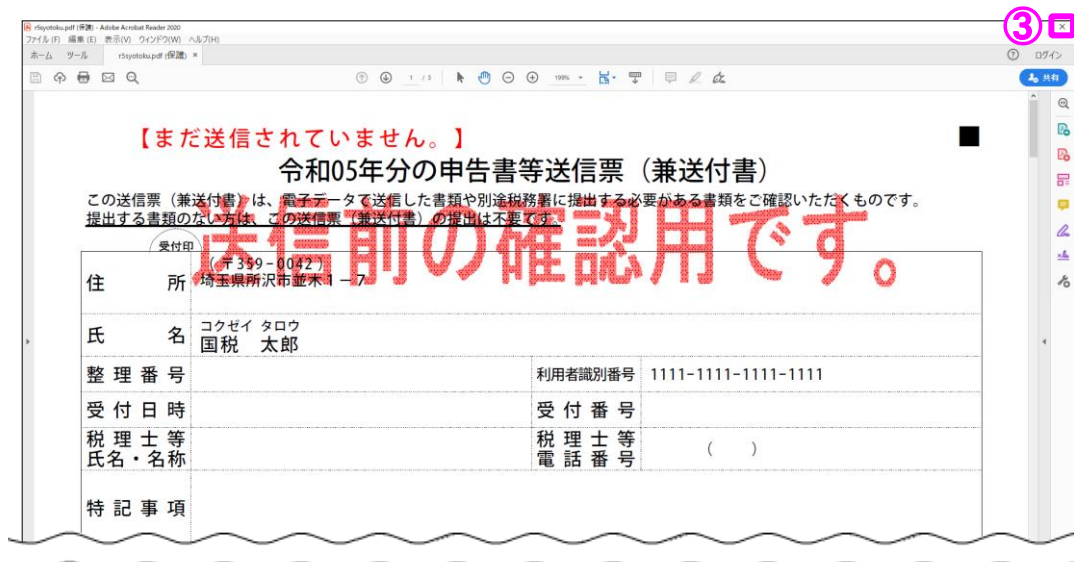 r5syotoku.pdf (保護) - Adobe Acrobat Reader 2020
ファイル(F) 編集(E) 表示(V) ウィンドウ(W) ヘルプ(H)
③
ホーム ツール r5syotoku.pdf (保護) ×
ログイン
1 / 3
199%
共有
【まだ送信されていません。】
令和05年分の申告書等送信票（兼送付書）
この送信票（兼送付書）は、電子データで送信した書類や別途税務署に提出する必要がある書類をご確認いただくものです。
提出する書類のない方は、この送信票（兼送付書）の提出は不要です。
送信前の確認用です。
受付印
住所
（〒359-0042）
埼玉県所沢市並木１－７
氏名
コクゼイ タロウ
国税 太郎
整理番号
利用者識別番号 1111-1111-1111-1111
受付日時
受付番号
税理士等
氏名・名称
税理士等
電話番号
（ ）
特記事項